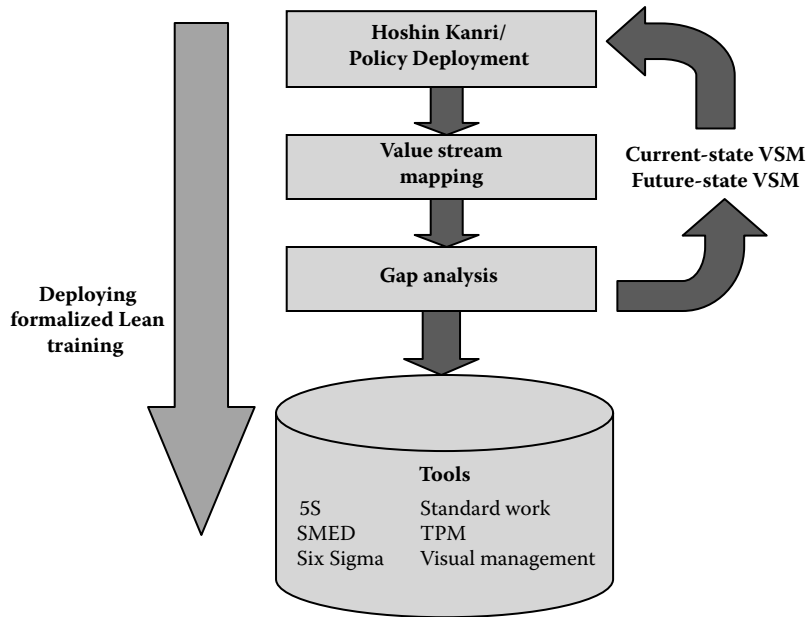 Hoshin Kanri/
Policy Deployment
Value stream
mapping
Current-state VSM
Future-state VSM
Gap analysis
Deploying
formalized Lean
training
Tools
5S Standard work
SMED TPM
Six Sigma Visual management